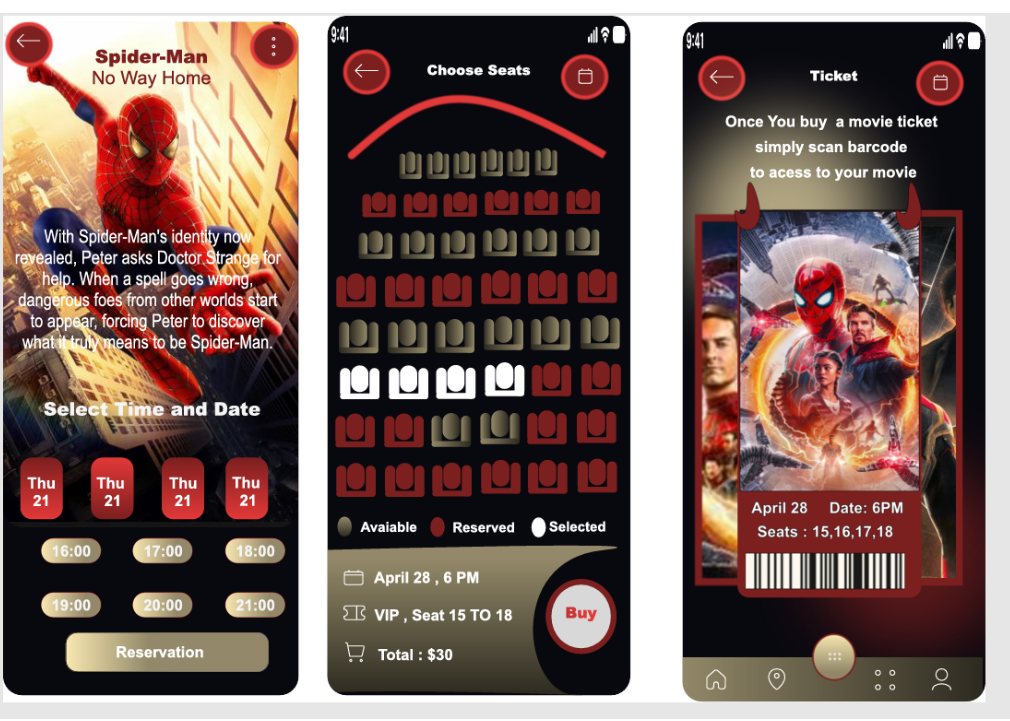 Spider-Man
No Way Home
With Spider-Man's identity now
revealed, Peter asks Doctor Strange for
help. When a spell goes wrong,
dangerous foes from other worlds start
to appear, forcing Peter to discover
what it truly means to be Spider-Man.
Select Time and Date
Thu
21
Thu
21
Thu
21
Thu
21
16:00
17:00
18:00
19:00
20:00
21:00
Reservation
9:41
Choose Seats
Avaiable
Reserved
Selected
April 28 , 6 PM
VIP , Seat 15 TO 18
Total : $30
Buy
9:41
Ticket
Once You buy a movie ticket
simply scan barcode
to acess to your movie
April 28 Date: 6PM
Seats : 15,16,17,18